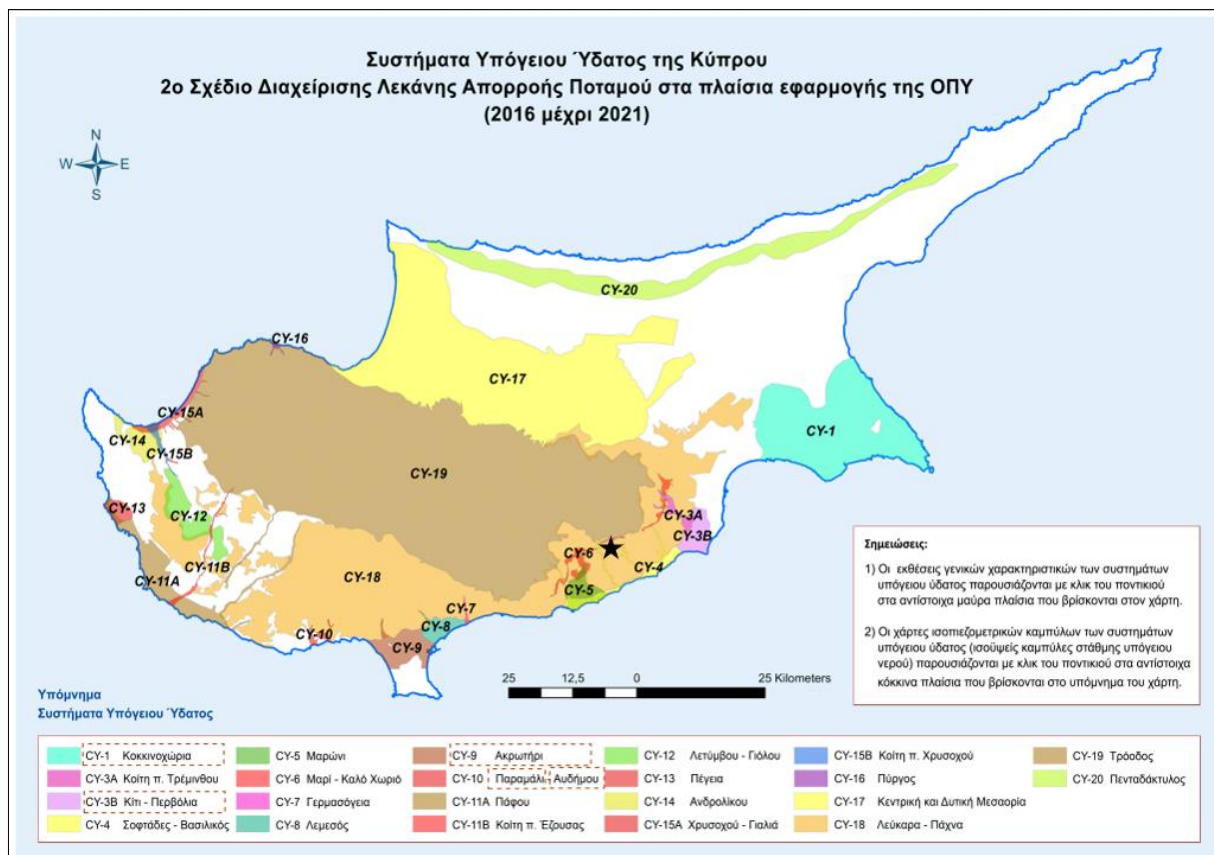 Συστήματα Υπόγειου Ύδατος της Κύπρου
2ο Σχέδιο Διαχείρισης Λεκάνης Απορροής Ποταμού στα πλαίσια εφαρμογής της ΟΠΥ
(2016 μέχρι 2021)
N
W E
S
CY-20
CY-16
CY-17
CY-15A
CY-1
CY-14
CY-15B
CY-19
CY-13
CY-12
CY-3A
CY-3B
CY-6
CY-11B
CY-4
CY-11A
CY-18
CY-5
CY-7
CY-8
CY-10
CY-9
Σημειώσεις:
1) Οι εκθέσεις γενικών χαρακτηριστικών των συστημάτων
υπόγειου ύδατος παρουσιάζονται με κλικ του ποντικιού
στα αντίστοιχα μαύρα πλαίσια που βρίσκονται στον χάρτη.
2) Οι χάρτες ισοπιεζομετρικών καμπύλων των συστημάτων
υπόγειου ύδατος (ισοϋψείς καμπύλες στάθμης υπόγειου
νερού) παρουσιάζονται με κλικ του ποντικιού στα αντίστοιχα
κόκκινα πλαίσια που βρίσκονται στο υπόμνημα του χάρτη.
25 12,5 0 25 Kilometers
Υπόμνημα
Συστήματα Υπόγειου Ύδατος
CY-1 Κοκκινοχώρια
CY-3A Κοίτη π. Τρέμινθου
CY-3B Κίτι - Περβόλια
CY-4 Σοφτάδες - Βασιλικός
CY-5 Μαρώνι
CY-6 Μαρί - Καλό Χωριό
CY-7 Γερμασόγεια
CY-8 Λεμεσός
CY-9 Ακρωτήρι
CY-10 Παραμάλι - Αυδήμου
CY-11A Πάφου
CY-11B Κοίτη π. Έζουσας
CY-12 Λετύμβου - Γιόλου
CY-13 Πέγεια
CY-14 Ανδρολίκου
CY-15A Χρυσοχού - Γιαλιά
CY-15B Κοίτη π. Χρυσοχού
CY-16 Πύργος
CY-17 Κεντρική και Δυτική Μεσαορία
CY-18 Λεύκαρα - Πάχνα
CY-19 Τρόοδος
CY-20 Πενταδάκτυλος